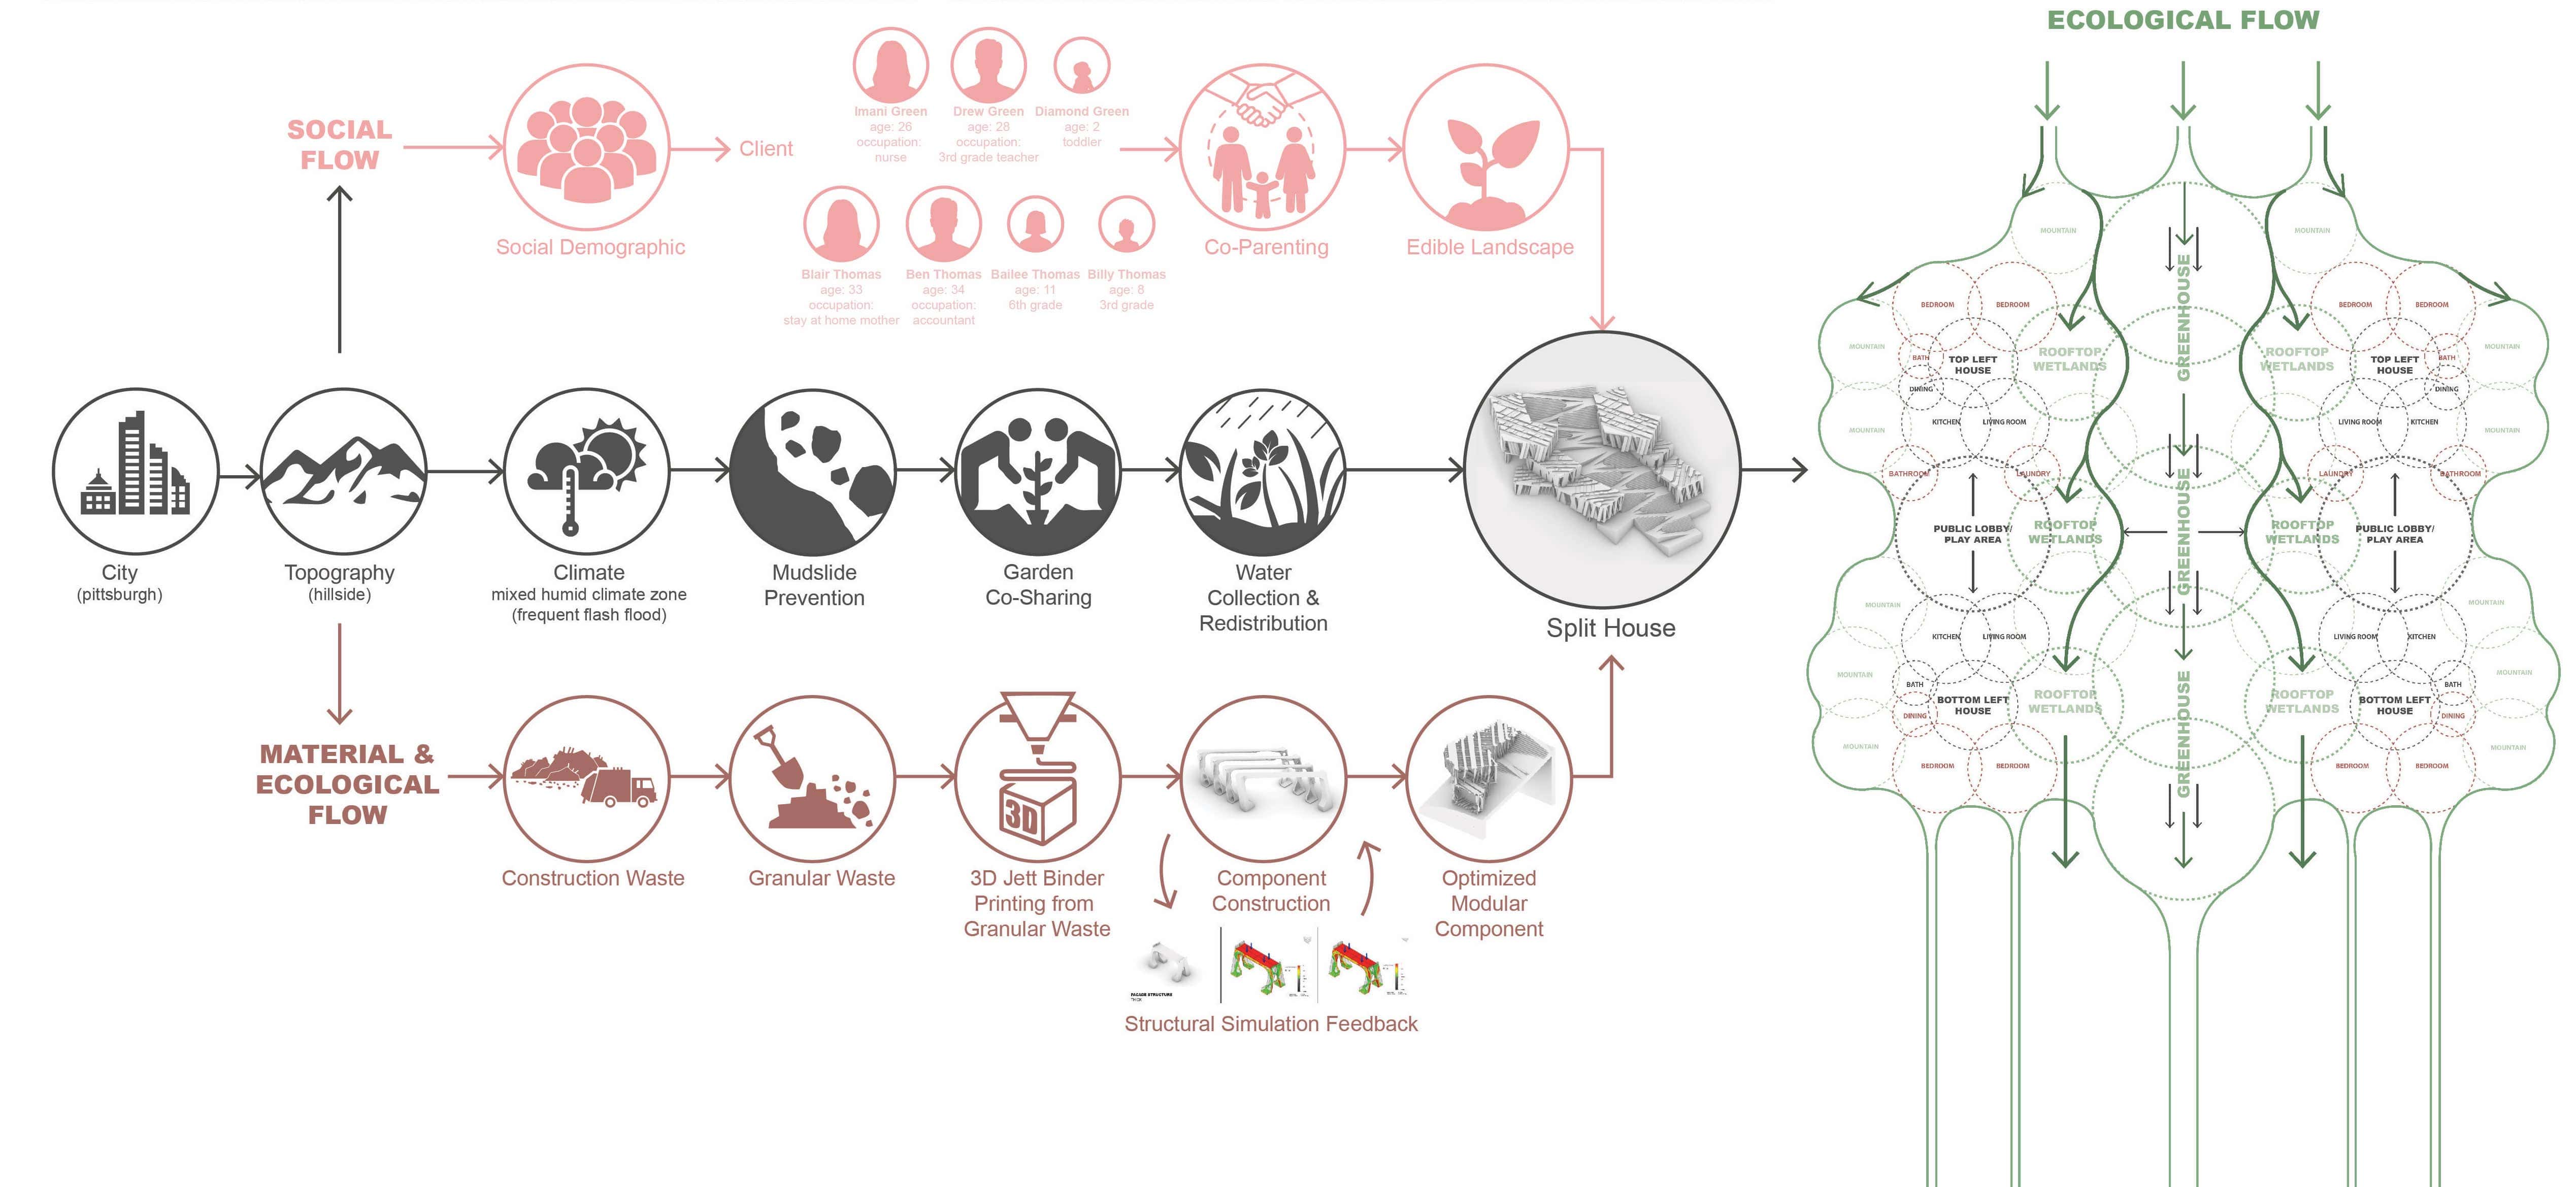 SOCIAL
FLOW
Social Demographic
Client
Imani Green
age: 26
occupation:
nurse
Drew Green
age: 28
occupation:
3rd grade teacher
Diamond Green
age: 2
toddler
Blair Thomas
age: 33
occupation:
stay at home mother
Ben Thomas
age: 34
occupation:
accountant
Bailee Thomas
age: 11
6th grade
Billy Thomas
age: 8
3rd grade
Co-Parenting
Edible Landscape
City
(pittsburgh)
Topography
(hillside)
Climate
mixed humid climate zone
(frequent flash flood)
Mudslide
Prevention
Garden
Co-Sharing
Water
Collection &
Redistribution
Split House
MATERIAL &
ECOLOGICAL
FLOW
Construction Waste
Granular Waste
3D
3D Jett Binder
Printing from
Granular Waste
Component
Construction
Optimized
Modular
Component
FACADE STRUCTURE
Structural Simulation Feedback
ECOLOGICAL FLOW
MOUNTAIN
MOUNTAIN
GREENHOUSE
BEDROOM
BEDROOM
BEDROOM
BEDROOM
MOUNTAIN
BATH
TOP LEFT
HOUSE
ROOFTOP
WETLANDS
ROOFTOP
WETLANDS
TOP LEFT
HOUSE
BATH
MOUNTAIN
DINING
DINING
MOUNTAIN
KITCHEN
LIVING ROOM
LIVING ROOM
KITCHEN
MOUNTAIN
BATHROOM
LAUNDRY
GREENHOUSE
LAUNDRY
BATHROOM
PUBLIC LOBBY/
PLAY AREA
ROOFTOP
WETLANDS
ROOFTOP
WETLANDS
PUBLIC LOBBY/
PLAY AREA
MOUNTAIN
MOUNTAIN
KITCHEN
LIVING ROOM
LIVING ROOM
KITCHEN
MOUNTAIN
MOUNTAIN
BATH
BATH
BOTTOM LEFT
HOUSE
ROOFTOP
WETLANDS
GREENHOUSE
ROOFTOP
WETLANDS
BOTTOM LEFT
HOUSE
DINING
DINING
MOUNTAIN
MOUNTAIN
BEDROOM
BEDROOM
BEDROOM
BEDROOM